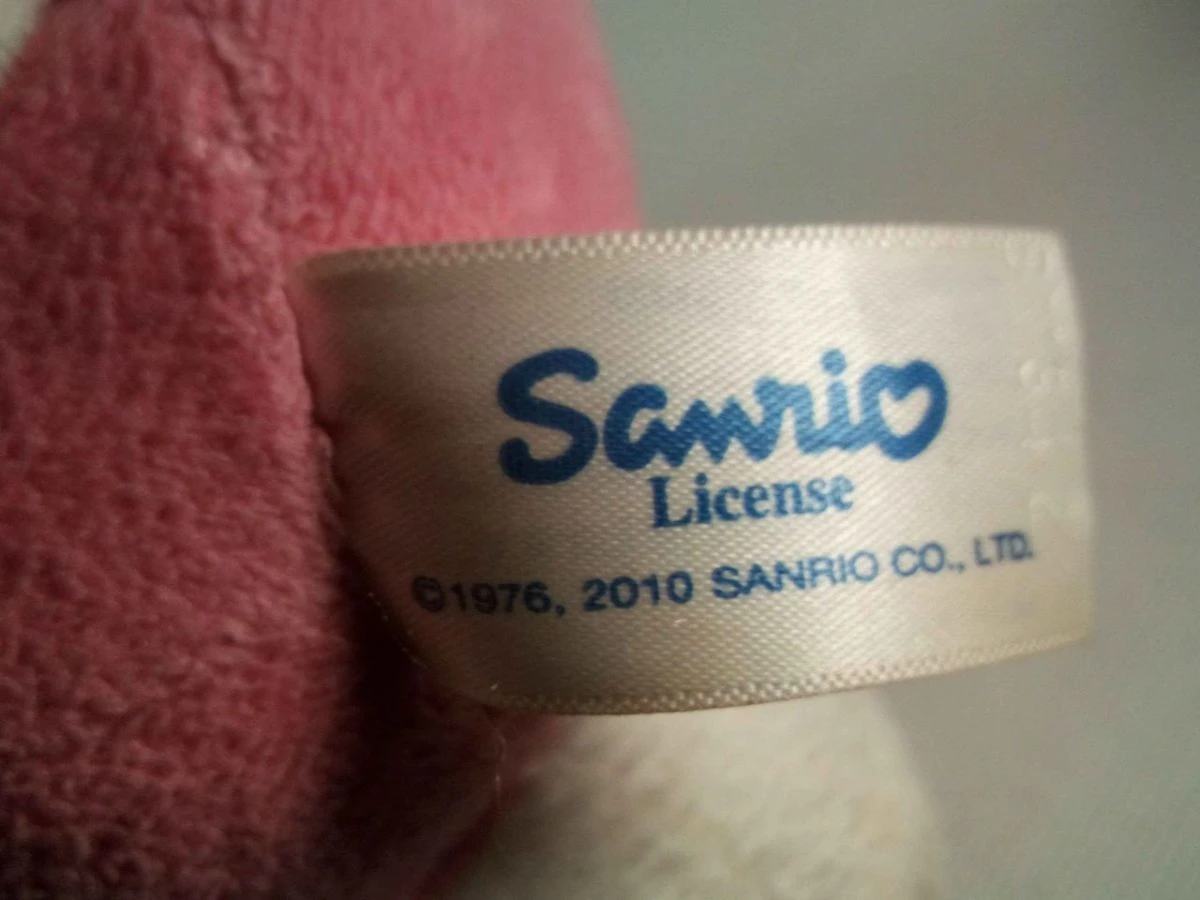 Sanrio
License
©1976, 2010 SANRIO CO., LTD.